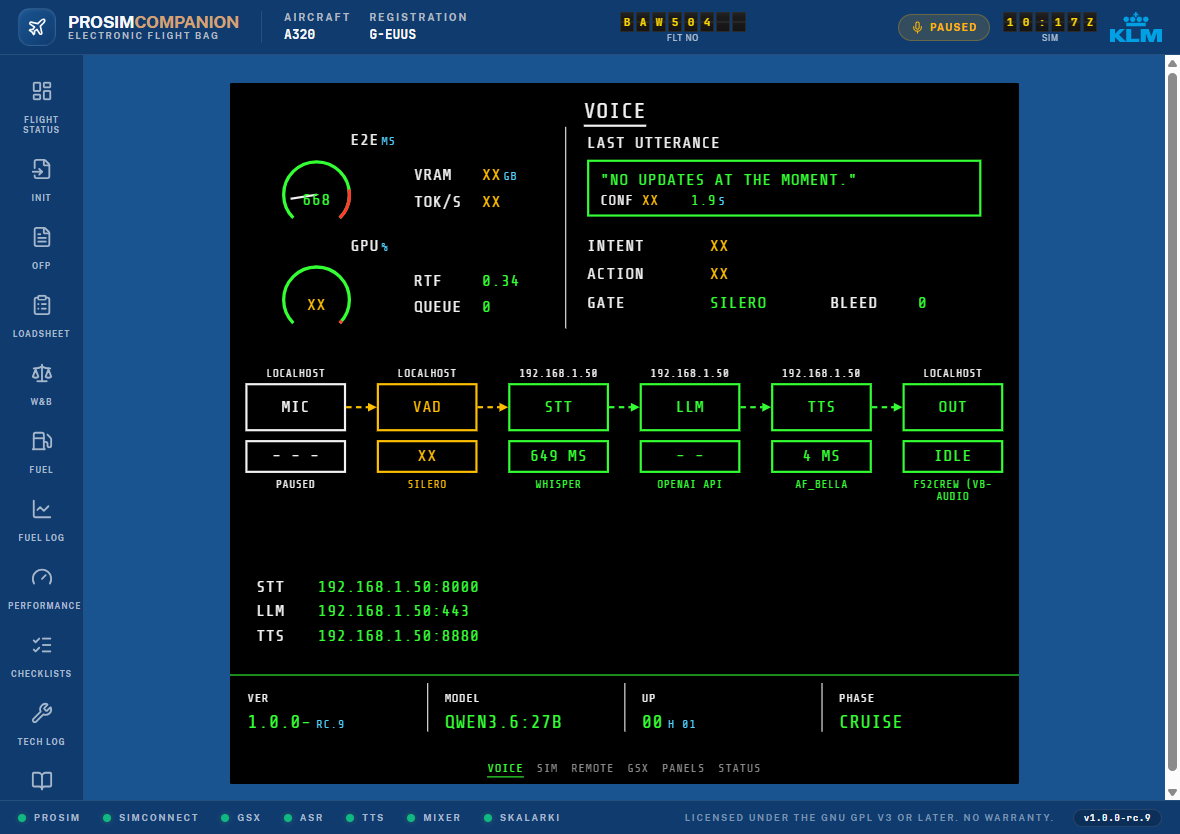 PROSIMCOMPANION
ELECTRONIC FLIGHT BAG
AIRCRAFT
A320
REGISTRATION
G-EUUS
BAW504
FLT NO
PAUSED
10:17Z
SIM
KLM
FLIGHT STATUS
INIT
OFP
LOADSHEET
W&B
FUEL
FUEL LOG
PERFORMANCE
CHECKLISTS
TECH LOG
VOICE
E2E MS
668
VRAM XX GB
TOK/S XX
GPU %
XX
RTF 0.34
QUEUE 0
LAST UTTERANCE
"NO UPDATES AT THE MOMENT."
CONF XX 1.9 S
INTENT XX
ACTION XX
GATE SILERO BLEED 0
LOCALHOST LOCALHOST 192.168.1.50 192.168.1.50 192.168.1.50 LOCALHOST
MIC VAD STT LLM TTS OUT
- - - XX 649 MS - - 4 MS IDLE
PAUSED SILERO WHISPER OPENAI API AF_BELLA FS2CREW (VB-
AUDIO
STT 192.168.1.50:8000
LLM 192.168.1.50:443
TTS 192.168.1.50:8880
VER MODEL UP PHASE
1.0.0- RC.9 QWEN3.6:27B 00 H 01 CRUISE
VOICE SIM REMOTE GSX PANELS STATUS
PROSIM SIMCONNECT GSX ASR TTS MIXER SKALARKI
LICENSED UNDER THE GNU GPL V3 OR LATER. NO WARRANTY.
v1.0.0-rc.9